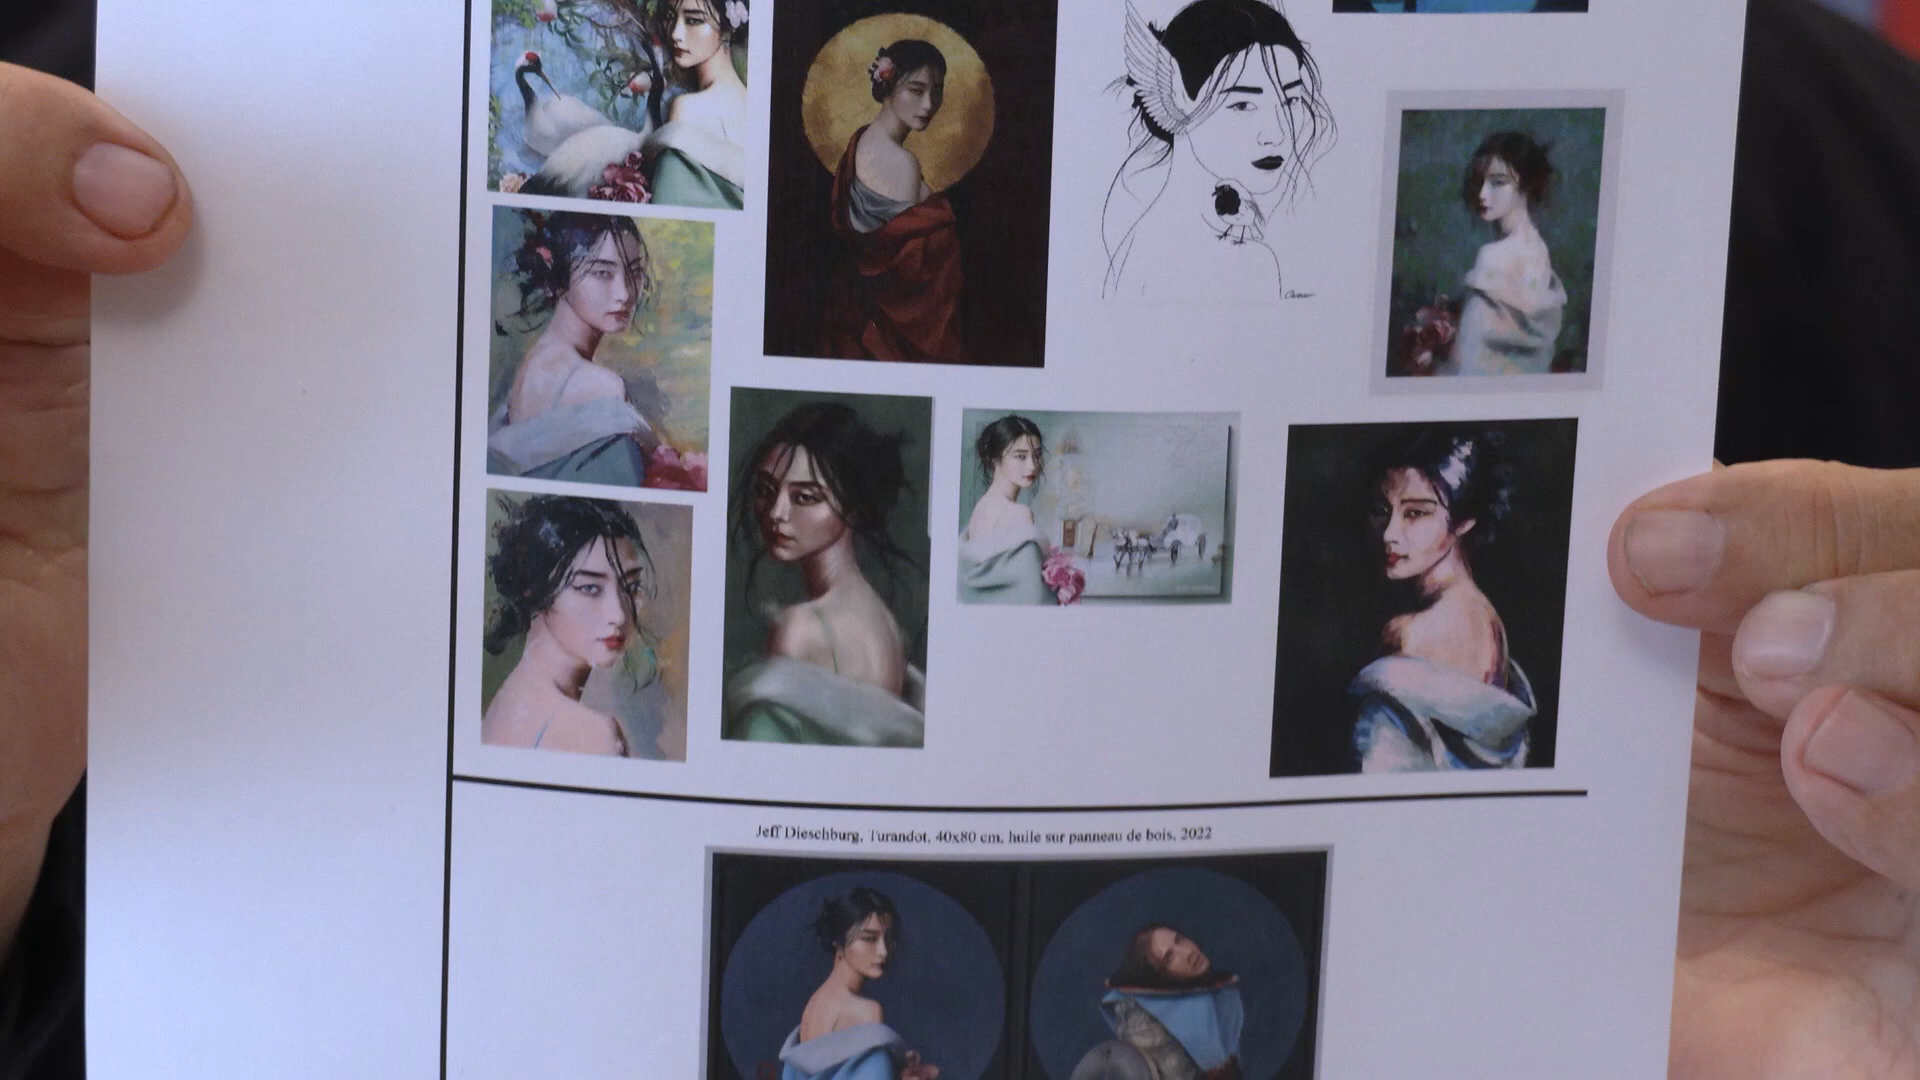 Jeff Dieschburg, Turandot, 40x80 cm, huile sur panneau de bois, 2022